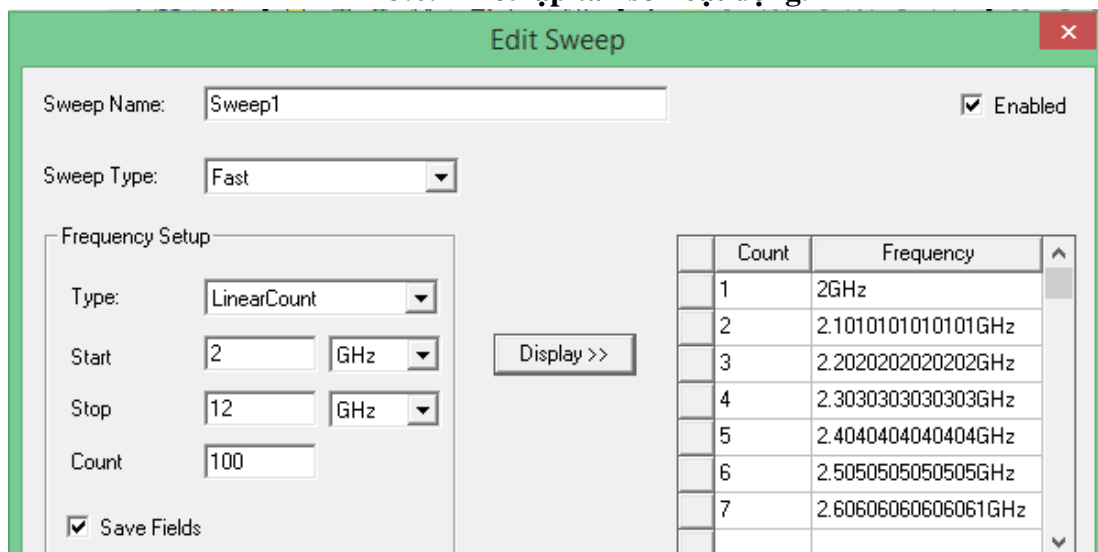 Edit Sweep
Sweep Name: Sweep1 Enabled
Sweep Type: Fast
Frequency Setup
Type: LinearCount
Start 2 GHz
Stop 12 GHz
Count 100
Save Fields
Display >>
Count Frequency
1 2GHz
2 2.1010101010101GHz
3 2.2020202020202GHz
4 2.3030303030303GHz
5 2.4040404040404GHz
6 2.5050505050505GHz
7 2.60606060606061GHz